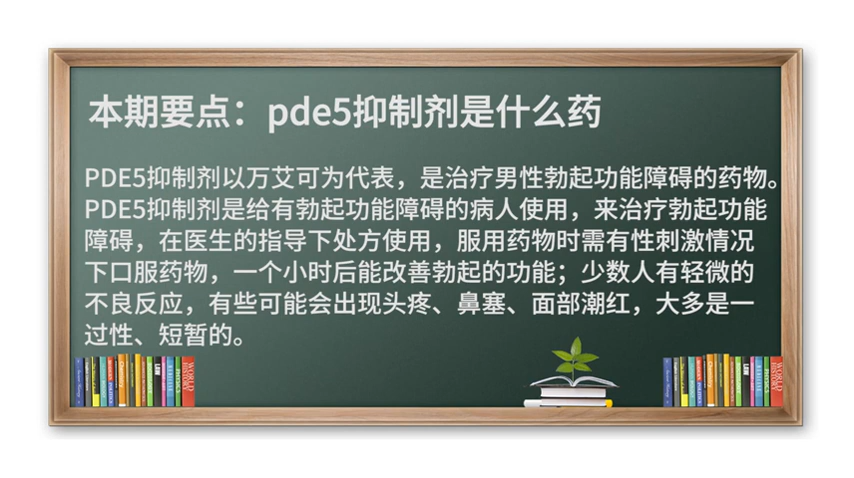 本期要点：pde5抑制剂是什么药
PDE5抑制剂以万艾可为代表，是治疗男性勃起功能障碍的药物。
PDE5抑制剂是给有勃起功能障碍的病人使用，来治疗勃起功能
障碍，在医生的指导下处方使用，服用药物时需有性刺激情况
下口服药物，一个小时后能改善勃起的功能；少数人有轻微的
不良反应，有些可能会出现头疼、鼻塞、面部潮红，大多是一
过性、短暂的。
WORLD HISTORY
WORLD HISTORY